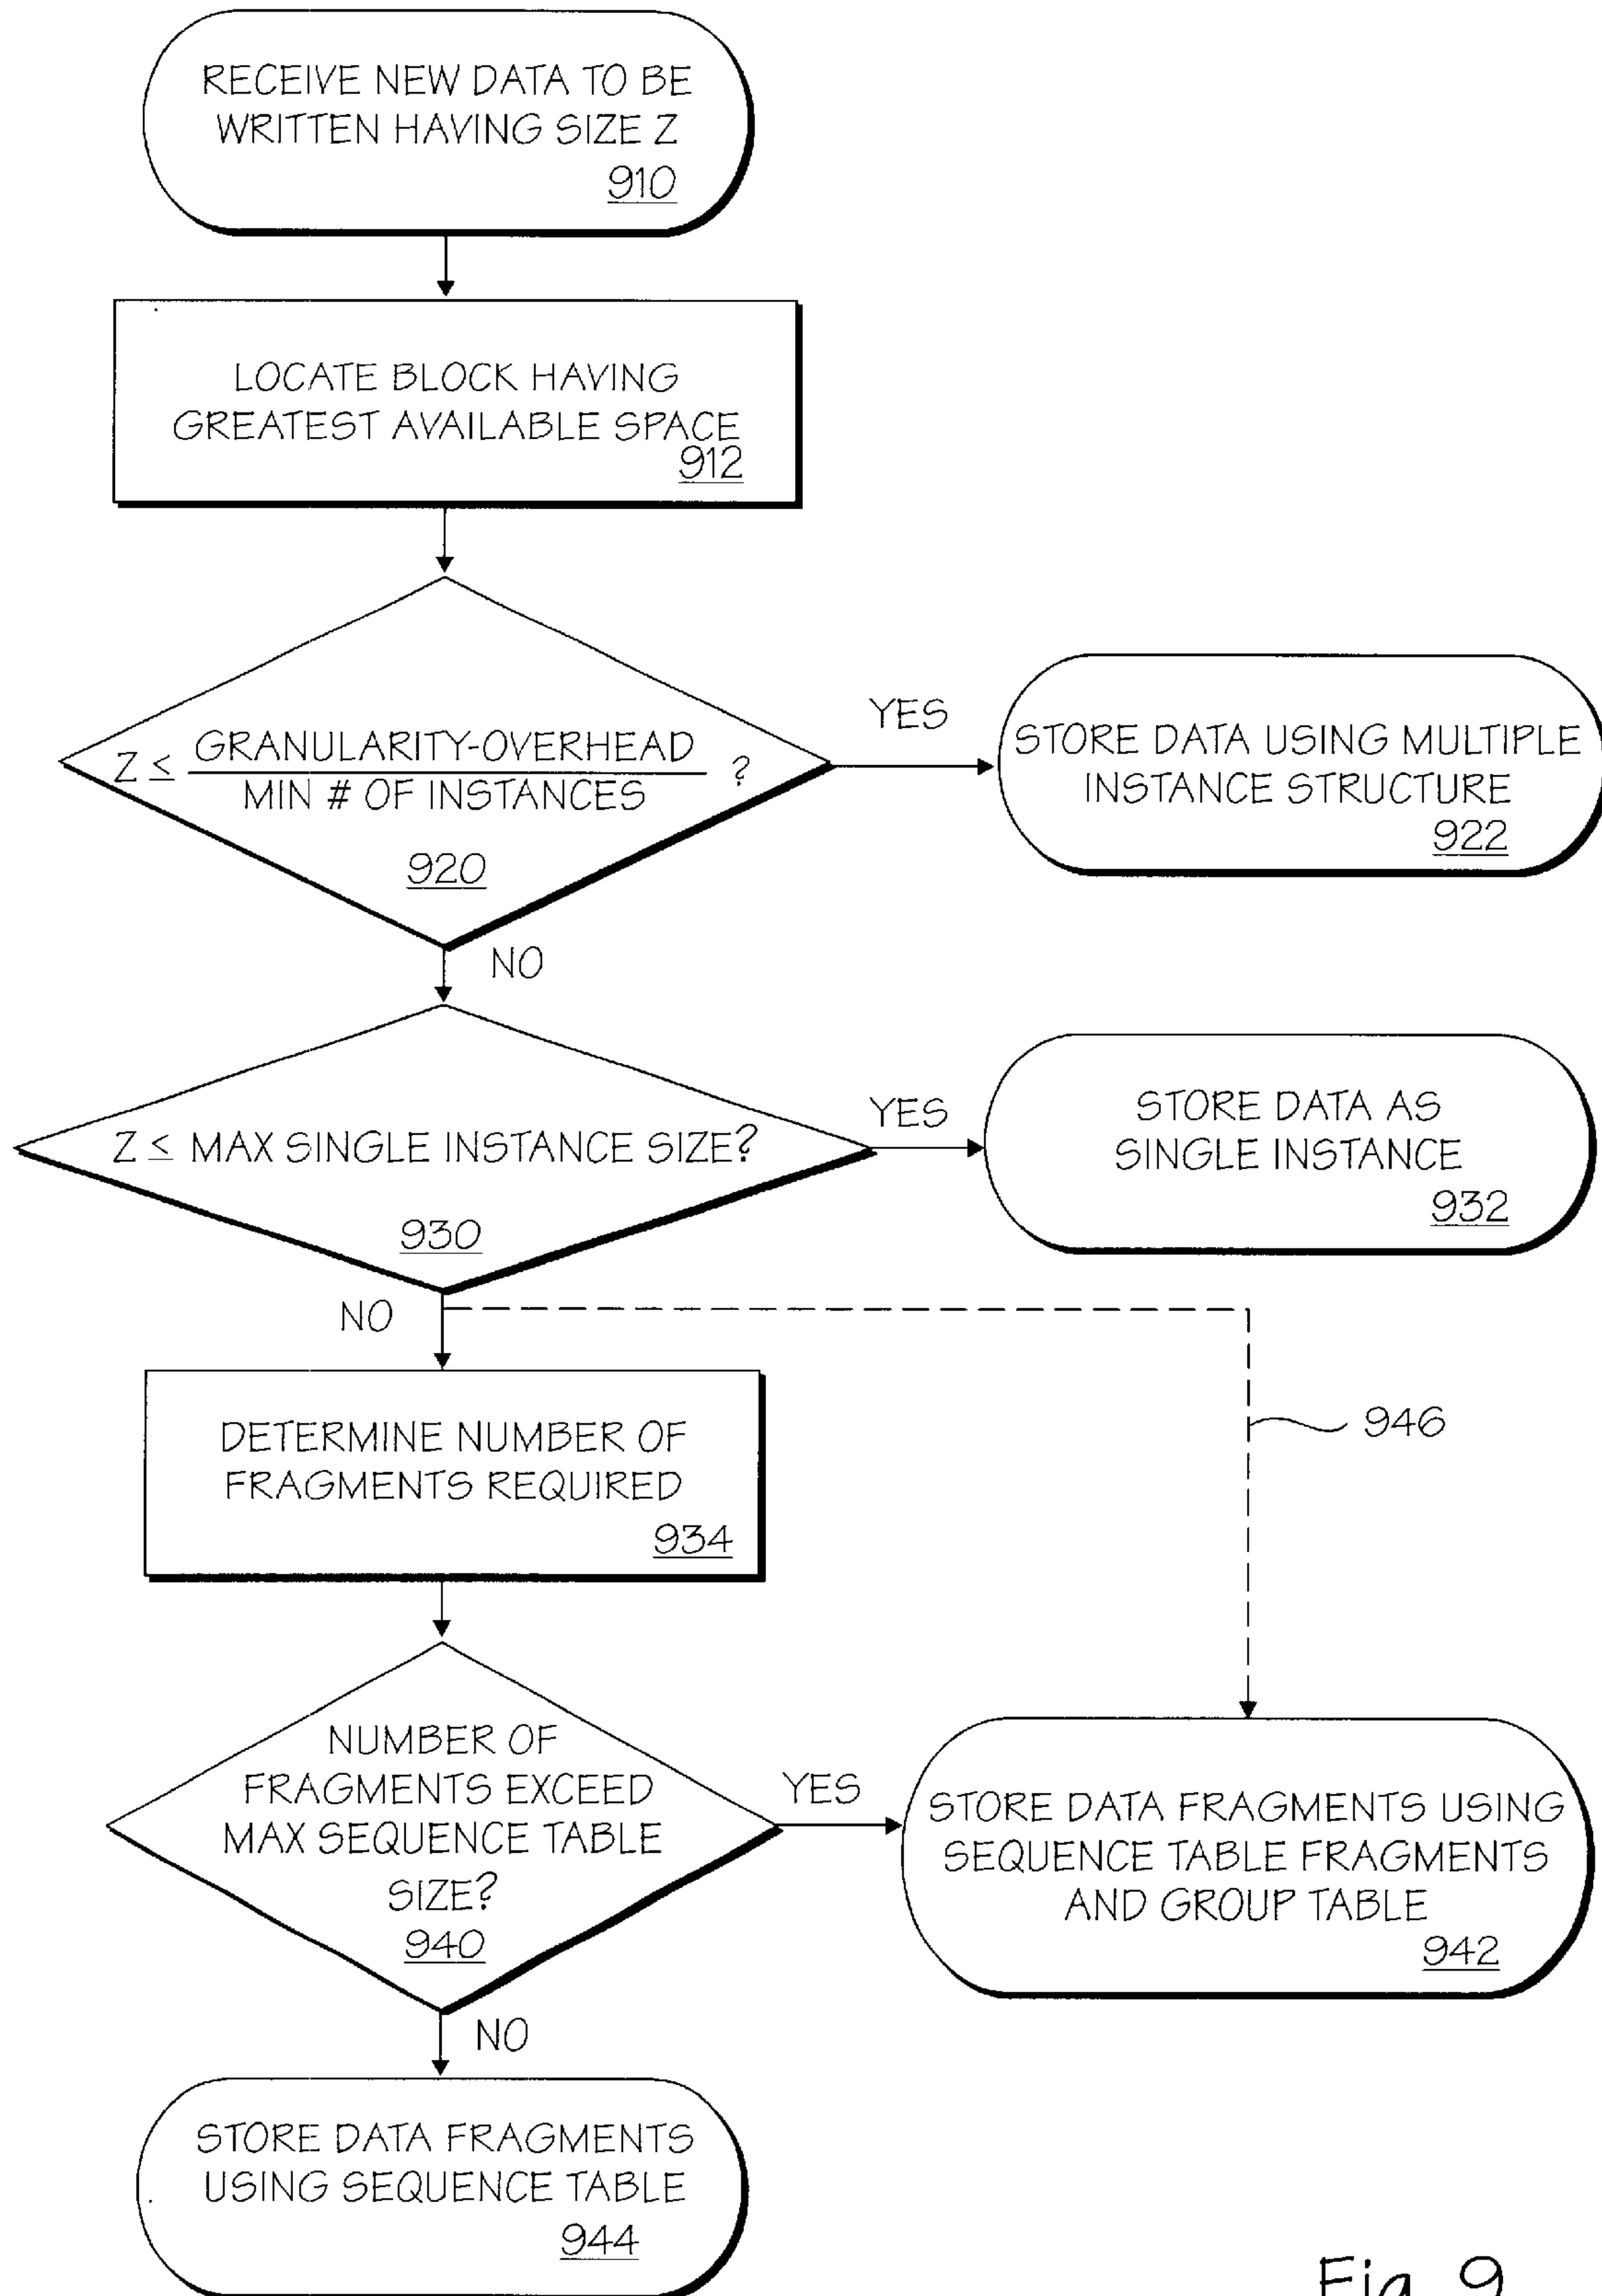 RECEIVE NEW DATA TO BE
WRITTEN HAVING SIZE Z
910
LOCATE BLOCK HAVING
GREATEST AVAILABLE SPACE
912
Z ≤ GRANULARITY-OVERHEAD ?
MIN # OF INSTANCES
920
YES
STORE DATA USING MULTIPLE
INSTANCE STRUCTURE
922
NO
Z ≤ MAX SINGLE INSTANCE SIZE?
930
YES
STORE DATA AS
SINGLE INSTANCE
932
NO
DETERMINE NUMBER OF
FRAGMENTS REQUIRED
934
946
NUMBER OF
FRAGMENTS EXCEED
MAX SEQUENCE TABLE
SIZE?
940
YES
STORE DATA FRAGMENTS USING
SEQUENCE TABLE FRAGMENTS
AND GROUP TABLE
942
NO
STORE DATA FRAGMENTS
USING SEQUENCE TABLE
944
Fig. 9